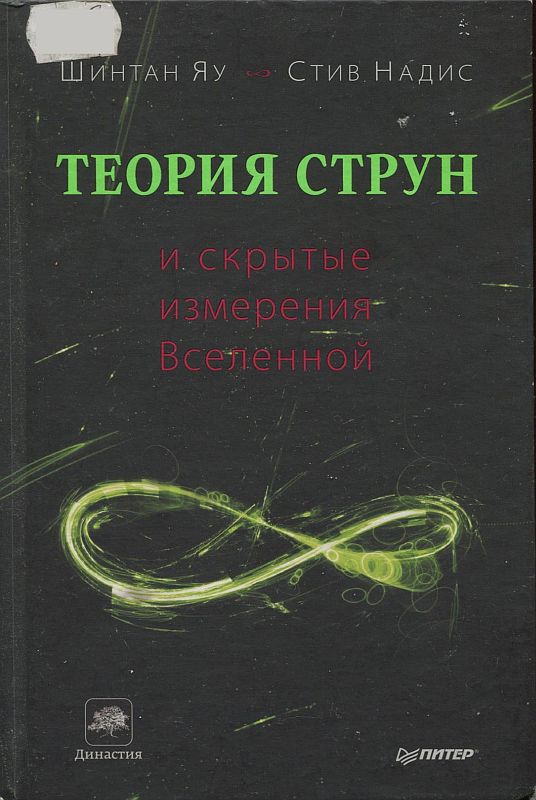 Шинтан Яу Стив Надис
ТЕОРИЯ СТРУН
и скрытые
измерения
Вселенной
Династия
ПИТЕР